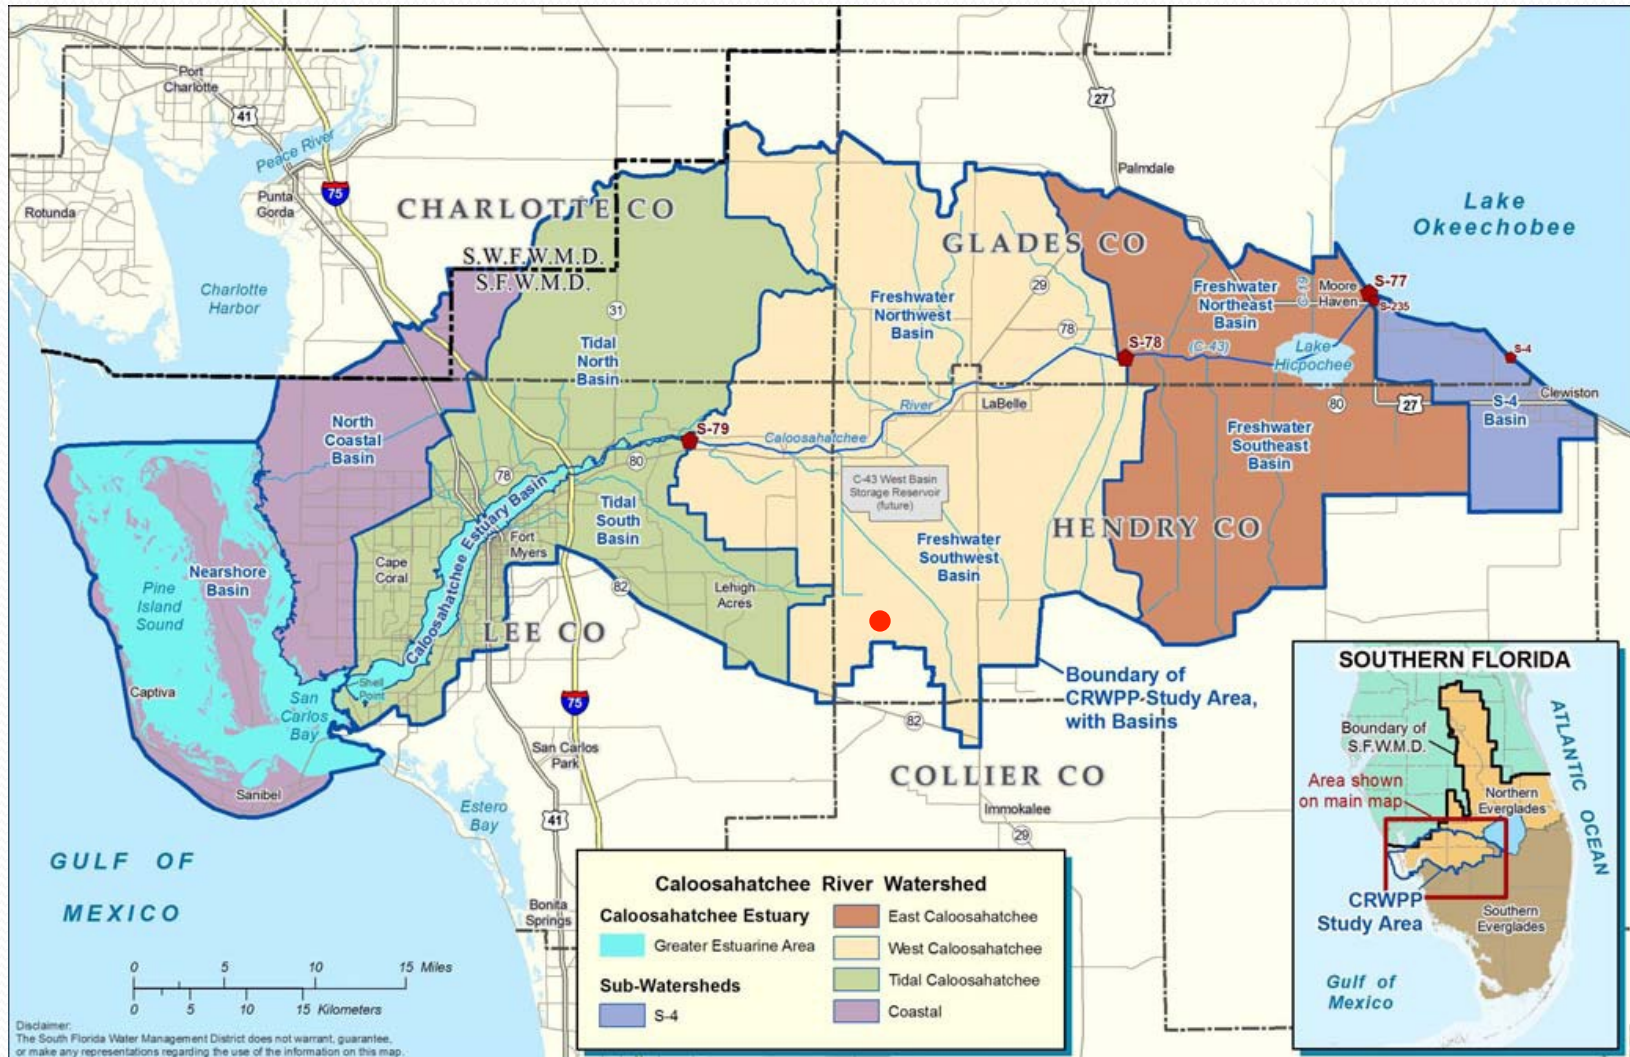 Port
Charlotte
41
Peace River
Punta
Gorda
75
Rotunda
CHARLOTTE CO
S.W.F.W.M.D.
S.F.W.M.D.
Charlotte
Harbor
31
Tidal
North
Basin
North
Coastal
Basin
27
Palmdale
Lake
Okeechobee
GLADES CO
29
Freshwater
Northwest
Basin
78
Freshwater
Northeast
Basin
C-19
Moore
Haven
S-77
S-235
S-78
(C-43)
Lake
Hicpochee
S-4
Clewiston
S-4
Basin
27
80
River
LaBelle
Caloosahatchee
S-79
80
78
C-43 West Basin
Storage Reservoir
(future)
Freshwater
Southeast
Basin
HENDRY CO
Freshwater
Southwest
Basin
Tidal
South
Basin
Caloosahatchee Estuary Basin
Fort
Myers
Cape
Coral
Lehigh
Acres
82
LEE CO
Nearshore
Basin
Pine
Island
Sound
Captiva
Shell
Point
San
Carlos
Bay
Sanibel
75
San Carlos
Park
Estero
Bay
41
Bonita
Springs
82
COLLIER CO
Immokalee
29
Boundary of
CRWPP Study Area,
with Basins
GULF OF
MEXICO
0 5 10 15 Miles
0 5 10 15 Kilometers
Disclaimer:
The South Florida Water Management District does not warrant, guarantee,
or make any representations regarding the use of the information on this map.
Caloosahatchee River Watershed
Caloosahatchee Estuary
Greater Estuarine Area
Sub-Watersheds
S-4
East Caloosahatchee
West Caloosahatchee
Tidal Caloosahatchee
Coastal
SOUTHERN FLORIDA
Boundary of
S.F.W.M.D.
Area shown
on main map
Northern
Everglades
ATLANTIC OCEAN
CRWPP
Study Area
Southern
Everglades
Gulf of
Mexico